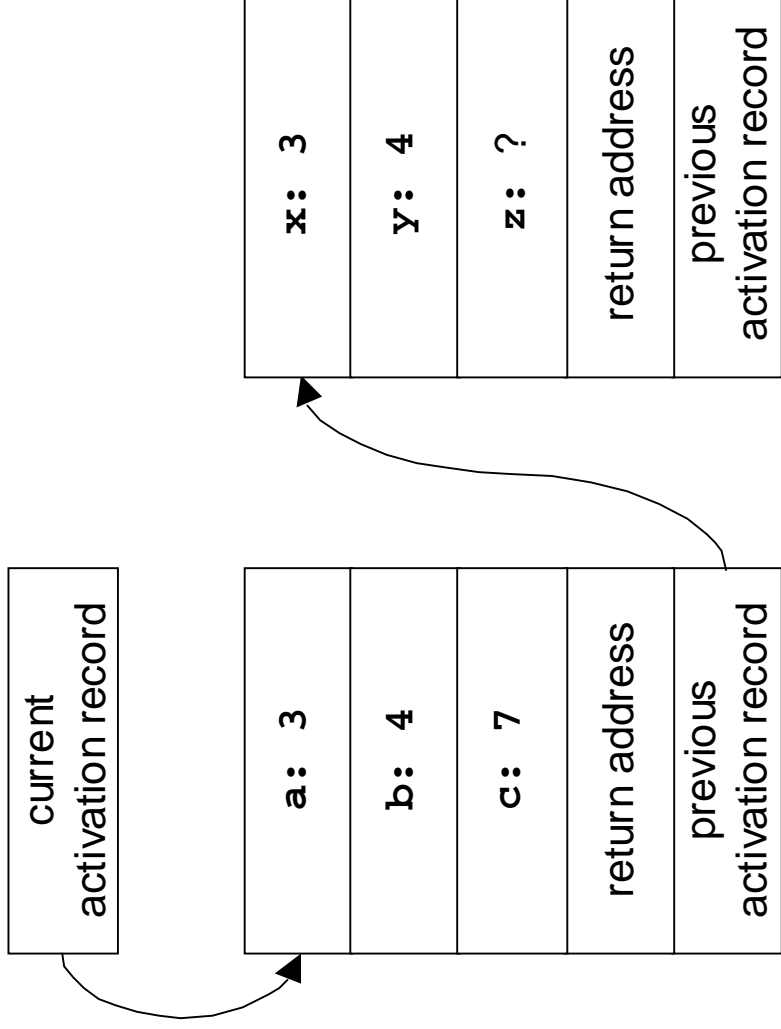 current
activation record
a: 3
b: 4
c: 7
return address
previous
activation record
x: 3
y: 4
z: ?
return address
previous
activation record